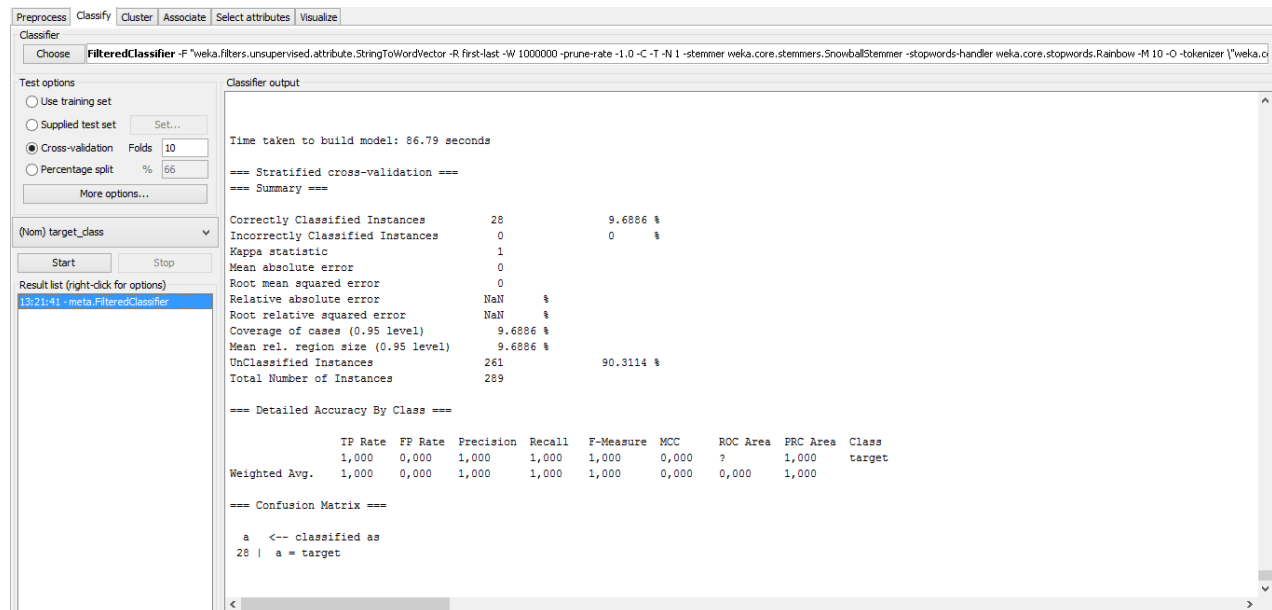 Preprocess Classify Cluster Associate Select attributes Visualize
Classifier
Choose FilteredClassifier -F "weka.filters.unsupervised.attribute.StringToWordVector -R first-last -W 1000000 -prune-rate -1.0 -C -T -N 1 -stemmer weka.core.stemmers.SnowballStemmer -stopwords-handler weka.core.stopwords.Rainbow -M 10 -O -tokenizer \"weka.c
Test options
Use training set
Supplied test set Set...
Cross-validation Folds 10
Percentage split % 66
More options...
(Nom) target_class
Start Stop
Result list (right-click for options)
13:21:41 - meta.FilteredClassifier
Classifier output
Time taken to build model: 86.79 seconds
=== Stratified cross-validation ===
=== Summary ===
Correctly Classified Instances 28 9.6886 %
Incorrectly Classified Instances 0 0 %
Kappa statistic 1
Mean absolute error 0
Root mean squared error 0
Relative absolute error NaN %
Root relative squared error NaN %
Coverage of cases (0.95 level) 9.6886 %
Mean rel. region size (0.95 level) 9.6886 %
UnClassified Instances 261 90.3114 %
Total Number of Instances 289
=== Detailed Accuracy By Class ===
TP Rate FP Rate Precision Recall F-Measure MCC ROC Area PRC Area Class
1,000 0,000 1,000 1,000 1,000 0,000 ? 1,000 target
Weighted Avg. 1,000 0,000 1,000 1,000 1,000 0,000 0,000 1,000
=== Confusion Matrix ===
a <-- classified as
28 | a = target